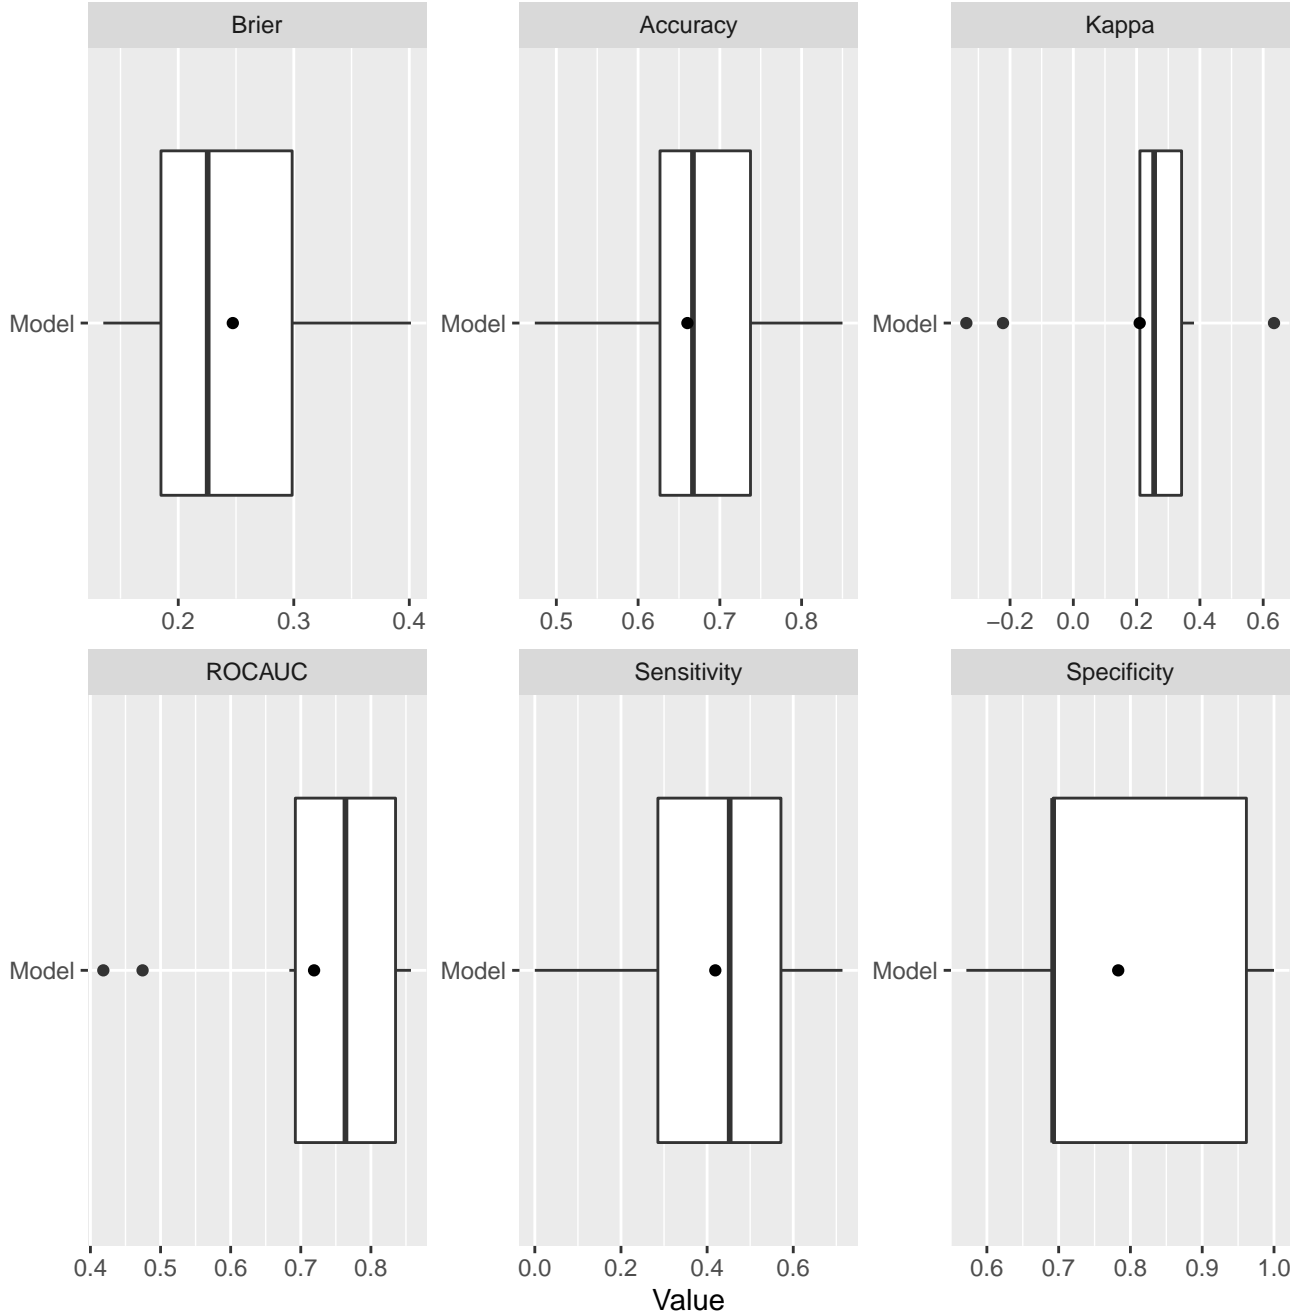 Brier
Accuracy
Kappa
Model
Model
Model
0.2 0.3 0.4
0.5 0.6 0.7 0.8
−0.2 0.0 0.2 0.4 0.6
ROCAUC
Sensitivity
Specificity
Model
Model
Model
0.4 0.5 0.6 0.7 0.8
0.0 0.2 0.4 0.6
0.6 0.7 0.8 0.9 1.0
Value